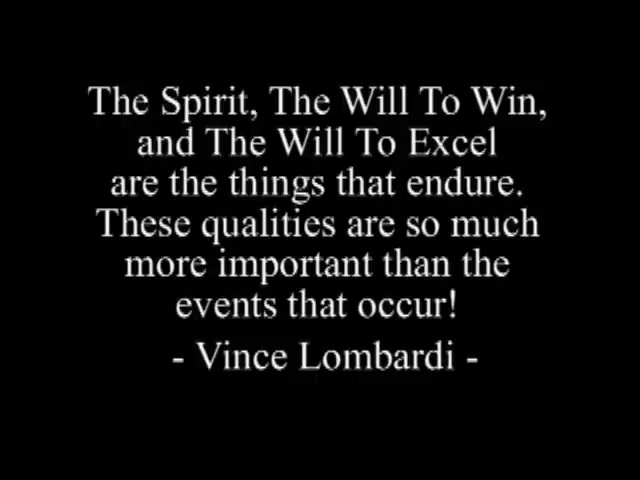 The Spirit, The Will To Win,
and The Will To Excel
are the things that endure.
These qualities are so much
more important than the
events that occur!
- Vince Lombardi -